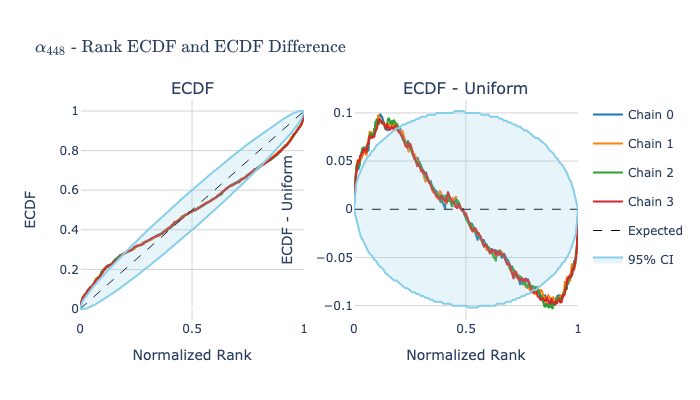 α₄₄₈ - Rank ECDF and ECDF Difference
ECDF
ECDF
1
0.8
0.6
0.4
0.2
0
0
0.5
1
Normalized Rank
ECDF - Uniform
ECDF - Uniform
0.1
0.05
0
−0.05
−0.1
0
0.5
1
Normalized Rank
Chain 0
Chain 1
Chain 2
Chain 3
Expected
95% CI